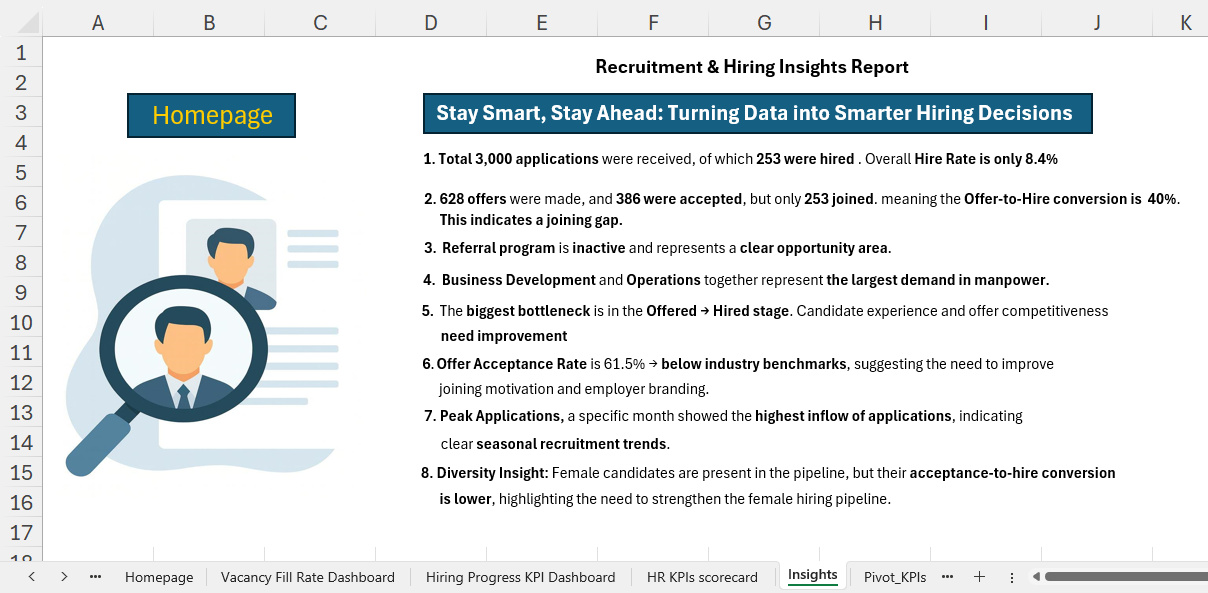 A B C D E F G H I J K
1
2
3
4
5
6
7
8
9
10
11
12
13
14
15
16
17
Recruitment & Hiring Insights Report
Homepage
Stay Smart, Stay Ahead: Turning Data into Smarter Hiring Decisions
1. Total 3,000 applications were received, of which 253 were hired . Overall Hire Rate is only 8.4%
2. 628 offers were made, and 386 were accepted, but only 253 joined. meaning the Offer-to-Hire conversion is 40%.
This indicates a joining gap.
3. Referral program is inactive and represents a clear opportunity area.
4. Business Development and Operations together represent the largest demand in manpower.
5. The biggest bottleneck is in the Offered → Hired stage. Candidate experience and offer competitiveness
need improvement
6. Offer Acceptance Rate is 61.5% → below industry benchmarks, suggesting the need to improve
joining motivation and employer branding.
7. Peak Applications, a specific month showed the highest inflow of applications, indicating
clear seasonal recruitment trends.
8. Diversity Insight: Female candidates are present in the pipeline, but their acceptance-to-hire conversion
is lower, highlighting the need to strengthen the female hiring pipeline.
Homepage Vacancy Fill Rate Dashboard Hiring Progress KPI Dashboard HR KPIs scorecard Insights Pivot_KPIs